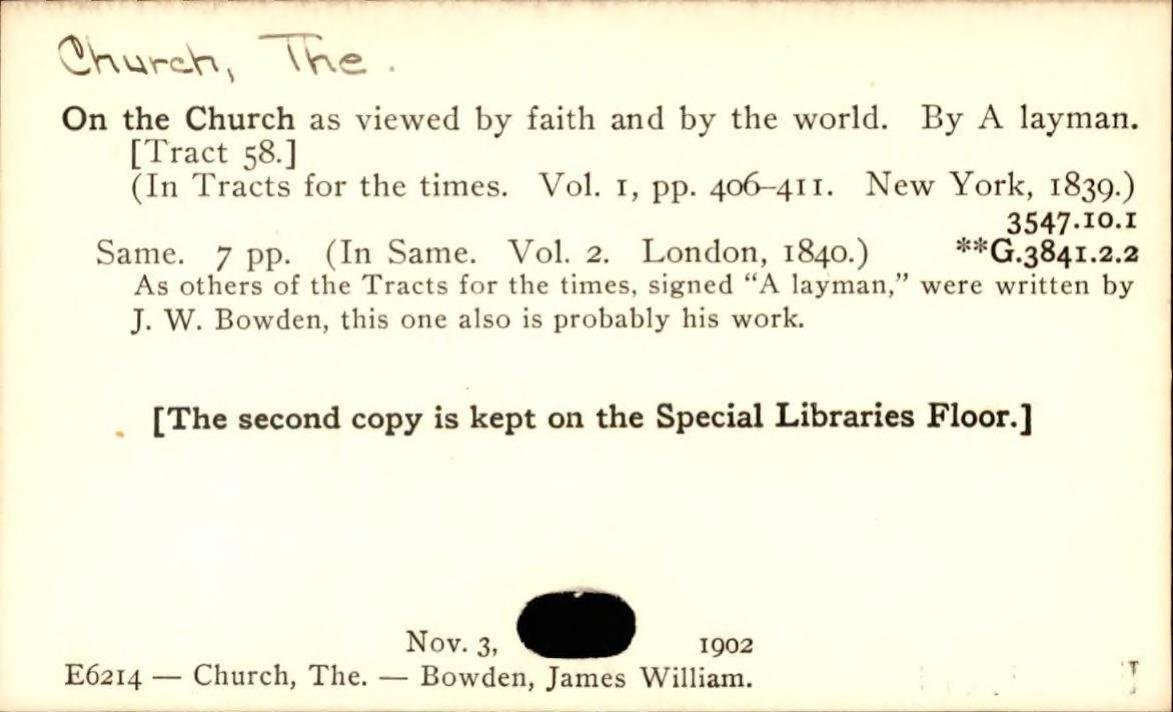 Church, The.
On the Church as viewed by faith and by the world. By A layman.
[Tract 58.]
(In Tracts for the times. Vol. 1, pp. 406–411. New York, 1839.)
3547.10.1
Same. 7 pp. (In Same. Vol. 2. London, 1840.) **G.3841.2.2
As others of the Tracts for the times, signed “A layman,” were written by
J. W. Bowden, this one also is probably his work.
[The second copy is kept on the Special Libraries Floor.]
Nov. 3, 1902
E6214 — Church, The. — Bowden, James William.